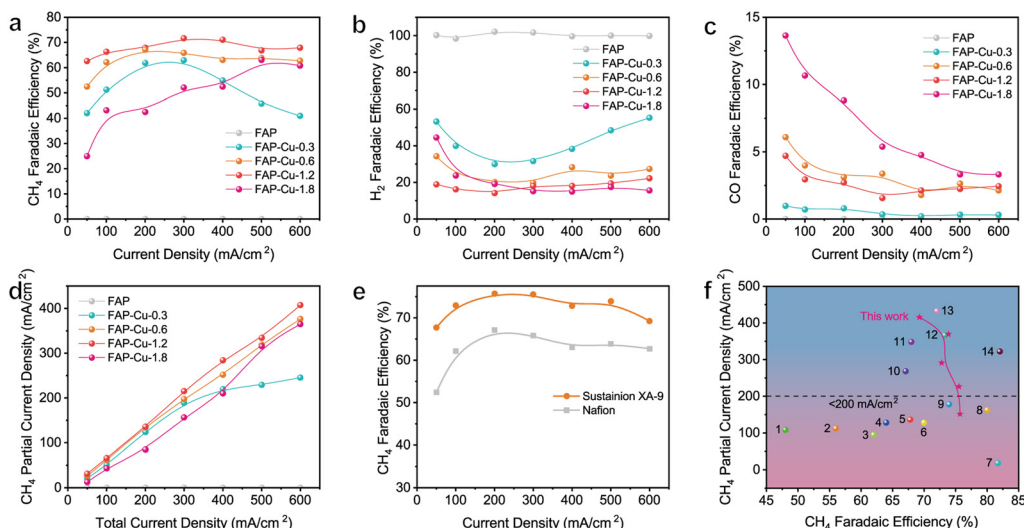 a
CH4 Faradaic Efficiency (%)
80
70
60
50
40
30
20
10
0
FAP
FAP-Cu-0.3
FAP-Cu-0.6
FAP-Cu-1.2
FAP-Cu-1.8
0 100 200 300 400 500 600
Current Density (mA/cm²)
b
H2 Faradaic Efficiency (%)
100
80
60
40
20
0
FAP
FAP-Cu-0.3
FAP-Cu-0.6
FAP-Cu-1.2
FAP-Cu-1.8
0 100 200 300 400 500 600
Current Density (mA/cm²)
c
CO Faradaic Efficiency (%)
15
10
5
0
FAP
FAP-Cu-0.3
FAP-Cu-0.6
FAP-Cu-1.2
FAP-Cu-1.8
0 100 200 300 400 500 600
Current Density (mA/cm²)
d
CH4 Partial Current Density (mA/cm²)
400
300
200
100
0
FAP
FAP-Cu-0.3
FAP-Cu-0.6
FAP-Cu-1.2
FAP-Cu-1.8
0 100 200 300 400 500 600
Total Current Density (mA/cm²)
e
CH4 Faradaic Efficiency (%)
70
60
50
40
30
Sustainion XA-9
Nafion
0 100 200 300 400 500 600
Current Density (mA/cm²)
f
CH4 Partial Current Density (mA/cm²)
500
400
300
200
100
0
This work
13
12
11
14
10
<200 mA/cm²
9
8
5
4
6
1
2
3
7
45 50 55 60 65 70 75 80 85
CH4 Faradaic Efficiency (%)